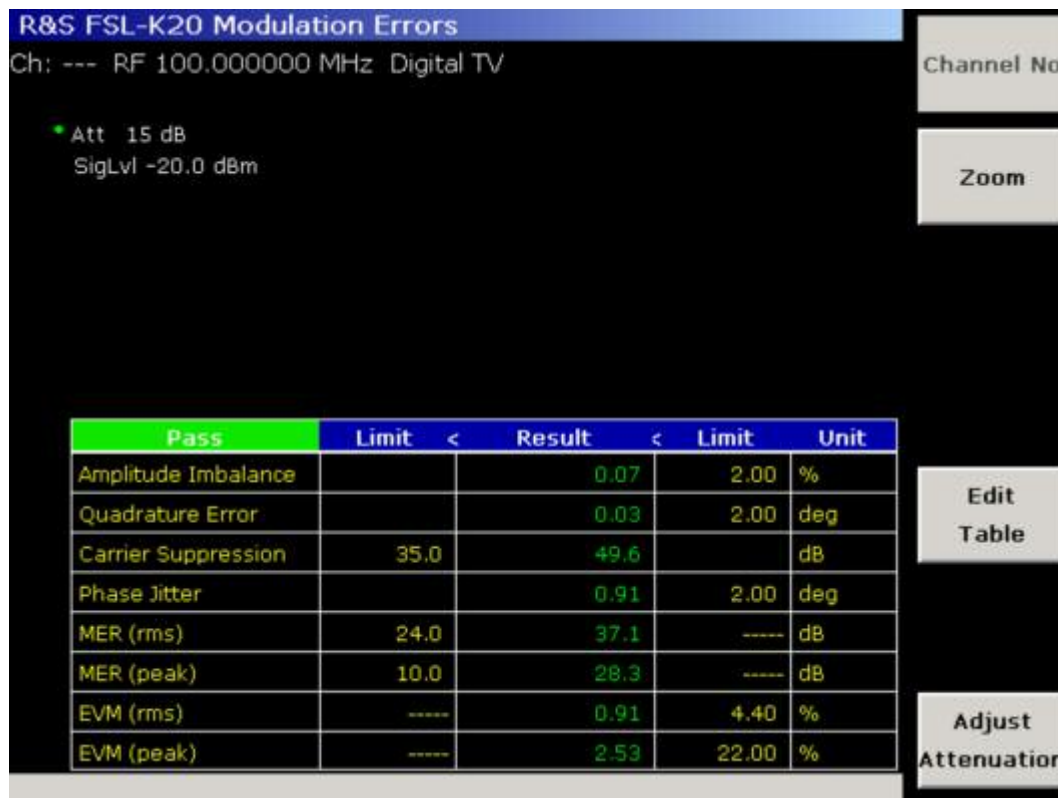 R&S FSL-K20 Modulation Errors
Ch: --- RF 100.000000 MHz Digital TV
Att 15 dB
SigLvl -20.0 dBm
Pass Limit < Result < Limit Unit
Amplitude Imbalance 0.07 2.00 %
Quadrature Error 0.03 2.00 deg
Carrier Suppression 35.0 49.6 dB
Phase Jitter 0.91 2.00 deg
MER (rms) 24.0 37.1 ----- dB
MER (peak) 10.0 28.3 ----- dB
EVM (rms) ----- 0.91 4.40 %
EVM (peak) ----- 2.53 22.00 %
Channel No
Zoom
Edit
Table
Adjust
Attenuation